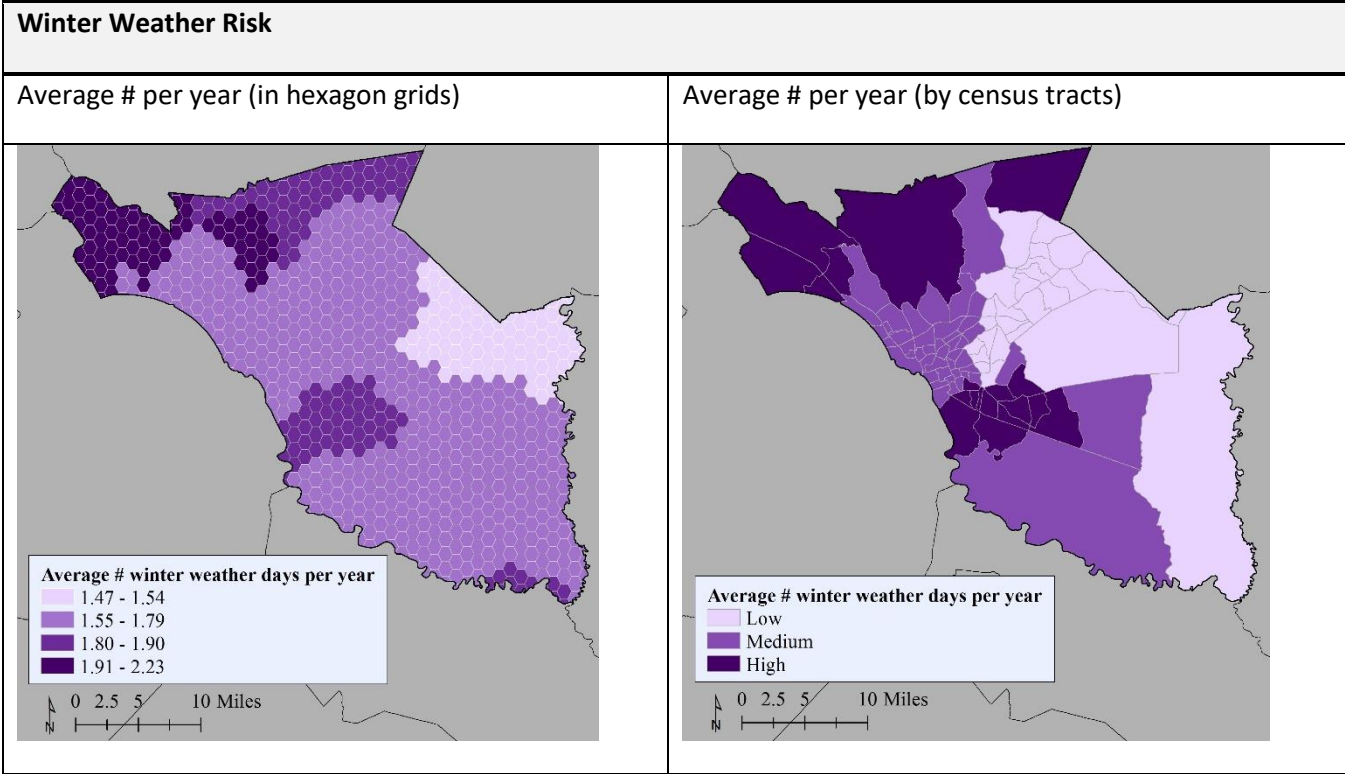 Winter Weather Risk
Average # per year (in hexagon grids)
Average # per year (by census tracts)
Average # winter weather days per year
1.47 - 1.54
1.55 - 1.79
1.80 - 1.90
1.91 - 2.23
N
0 2.5 5 10 Miles
Average # winter weather days per year
Low
Medium
High
N
0 2.5 5 10 Miles